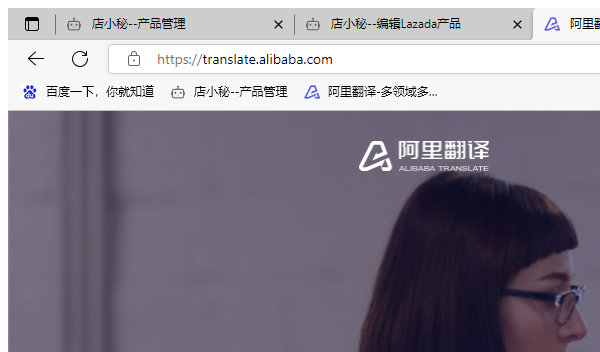 店小秘--产品管理
店小秘--编辑Lazada产品
阿里翻
https://translate.alibaba.com
百度一下，你就知道
店小秘--产品管理
阿里翻译-多领域多...
阿里翻译
ALIBABA TRANSLATE